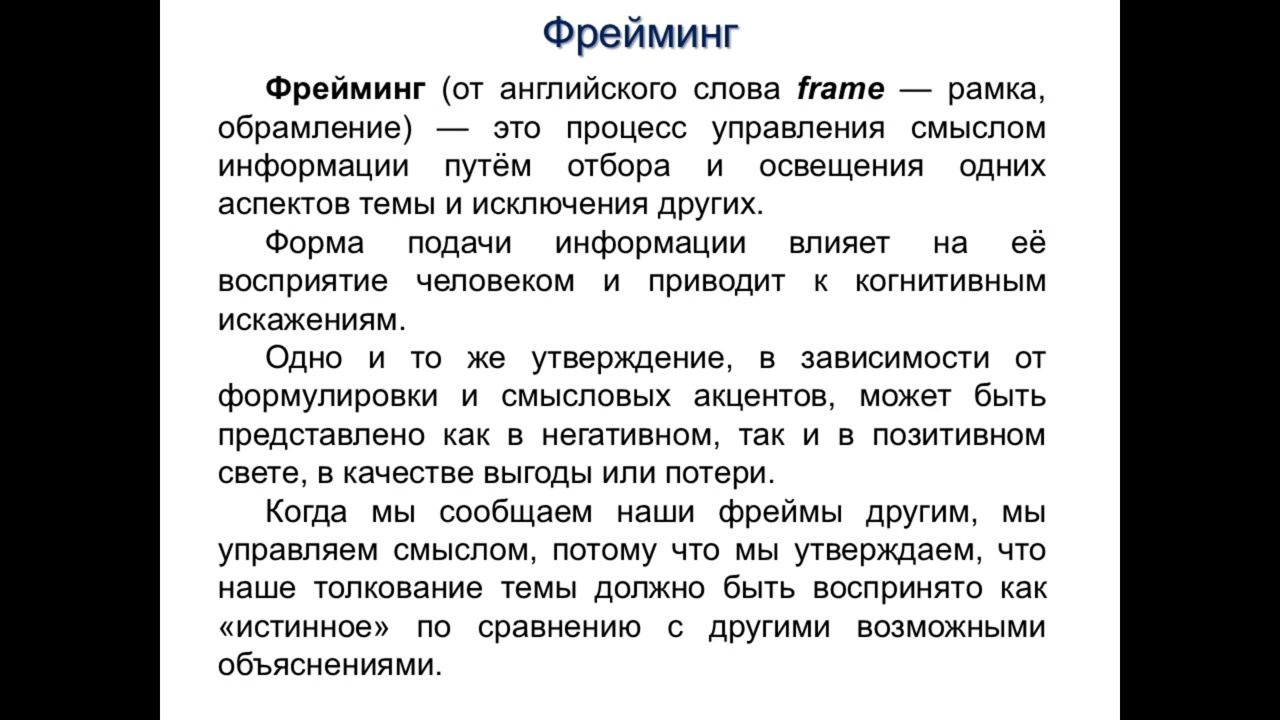 Фрейминг
Фрейминг (от английского слова frame — рамка,
обрамление) — это процесс управления смыслом
информации путём отбора и освещения одних
аспектов темы и исключения других.
Форма подачи информации влияет на её
восприятие человеком и приводит к когнитивным
искажениям.
Одно и то же утверждение, в зависимости от
формулировки и смысловых акцентов, может быть
представлено как в негативном, так и в позитивном
свете, в качестве выгоды или потери.
Когда мы сообщаем наши фреймы другим, мы
управляем смыслом, потому что мы утверждаем, что
наше толкование темы должно быть воспринято как
«истинное» по сравнению с другими возможными
объяснениями.